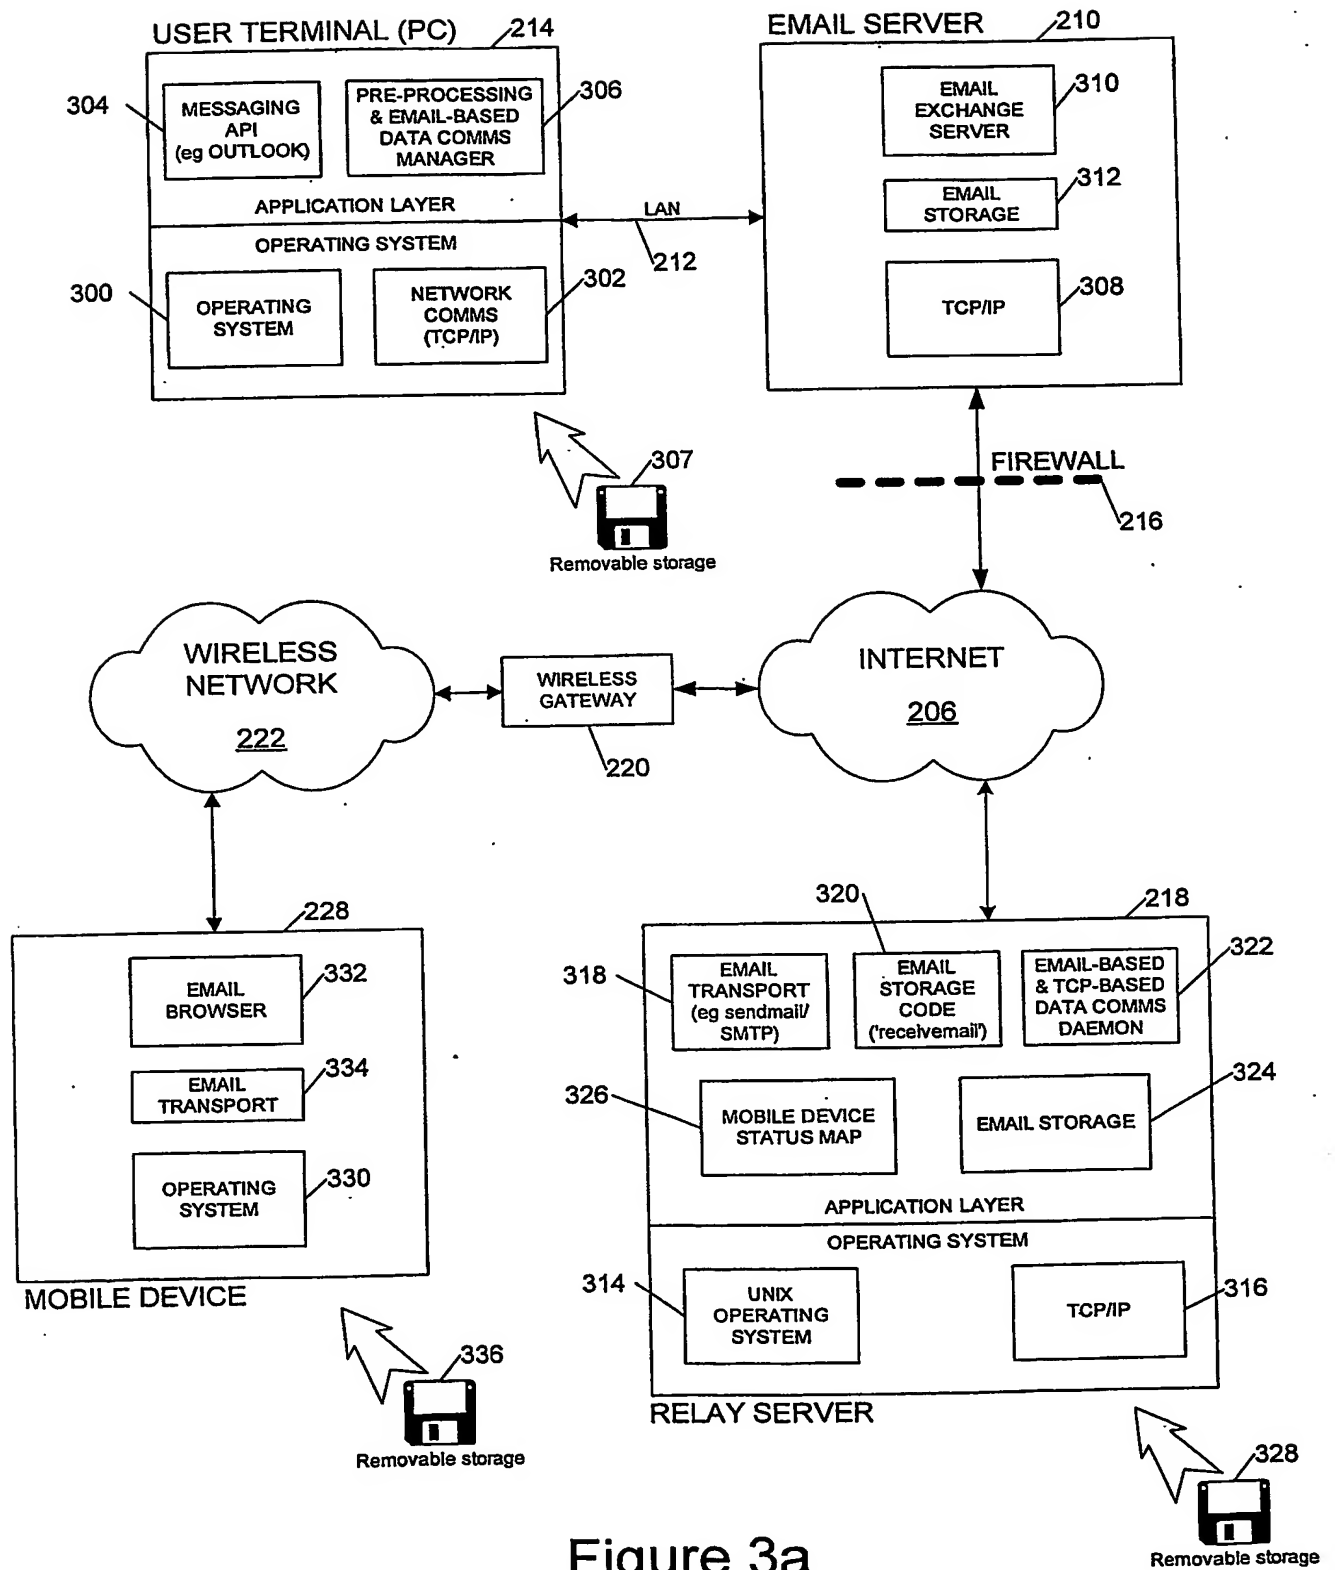 USER TERMINAL (PC)
214
EMAIL SERVER
210
304
MESSAGING
API
(eg OUTLOOK)
PRE-PROCESSING
& EMAIL-BASED
DATA COMMS
MANAGER
306
EMAIL
EXCHANGE
SERVER
310
EMAIL
STORAGE
312
APPLICATION LAYER
LAN
212
OPERATING SYSTEM
300
OPERATING
SYSTEM
NETWORK
COMMS
(TCP/IP)
302
TCP/IP
308
FIREWALL
216
307
Removable storage
WIRELESS
NETWORK
222
WIRELESS
GATEWAY
220
INTERNET
206
228
EMAIL
BROWSER
332
EMAIL
TRANSPORT
334
OPERATING
SYSTEM
330
MOBILE DEVICE
336
Removable storage
218
318
EMAIL
TRANSPORT
(eg sendmail/
SMTP)
320
EMAIL
STORAGE
CODE
('receivemail')
EMAIL-BASED
& TCP-BASED
DATA COMMS
DAEMON
322
326
MOBILE DEVICE
STATUS MAP
EMAIL STORAGE
324
APPLICATION LAYER
OPERATING SYSTEM
314
UNIX
OPERATING
SYSTEM
TCP/IP
316
RELAY SERVER
328
Removable storage
Figure 3a